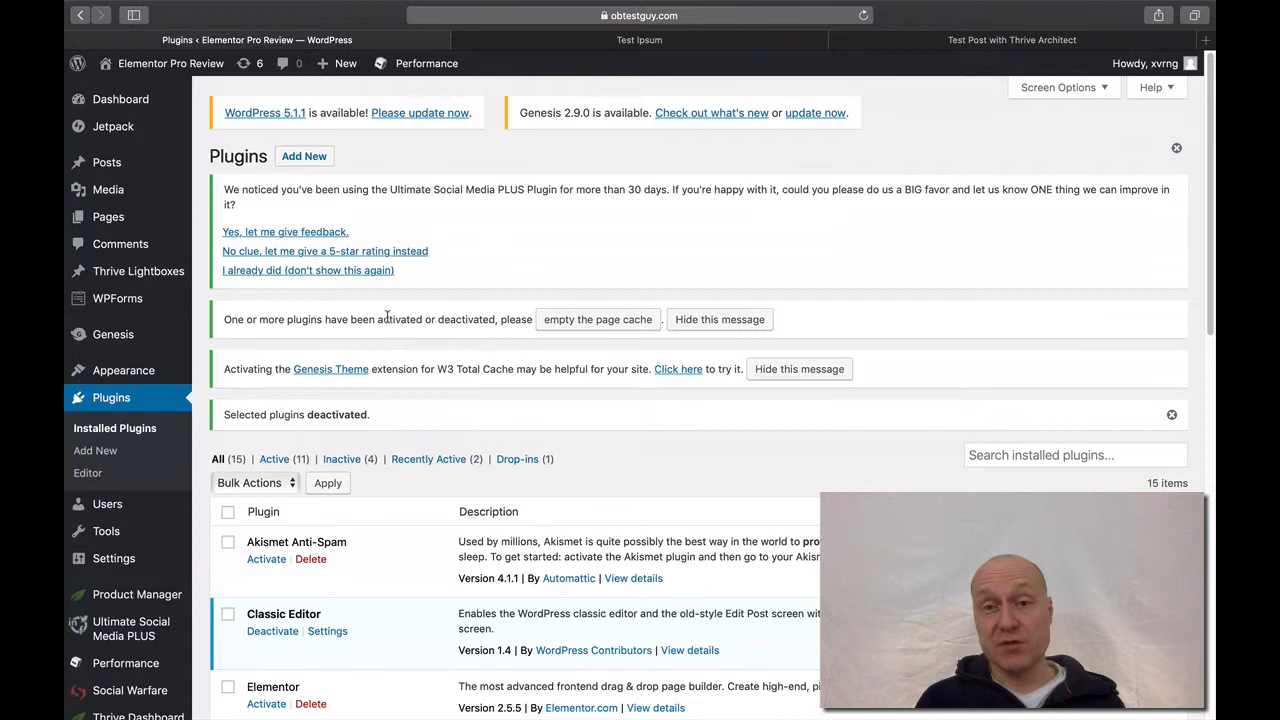 obtestguy.com
Plugins ‹ Elementor Pro Review — WordPress
Test Ipsum
Test Post with Thrive Architect
Elementor Pro Review
6
0
New
Performance
Howdy, xvrng
Dashboard
Jetpack
Posts
Media
Pages
Comments
Thrive Lightboxes
WPForms
Genesis
Appearance
Plugins
Installed Plugins
Add New
Editor
Users
Tools
Settings
Product Manager
Ultimate Social
Media PLUS
Performance
Social Warfare
Thrive Dashboard
Screen Options
Help
WordPress 5.1.1 is available! Please update now.
Genesis 2.9.0 is available. Check out what's new or update now.
Plugins
Add New
We noticed you've been using the Ultimate Social Media PLUS Plugin for more than 30 days. If you're happy with it, could you please do us a BIG favor and let us know ONE thing we can improve in
it?
Yes, let me give feedback.
No clue, let me give a 5-star rating instead
I already did (don't show this again)
One or more plugins have been activated or deactivated, please empty the page cache. Hide this message
Activating the Genesis Theme extension for W3 Total Cache may be helpful for your site. Click here to try it. Hide this message
Selected plugins deactivated.
All (15) | Active (11) | Inactive (4) | Recently Active (2) | Drop-ins (1)
Search installed plugins...
Bulk Actions
Apply
15 items
Plugin
Description
Akismet Anti-Spam
Activate | Delete
Used by millions, Akismet is quite possibly the best way in the world to
sleep. To get started: activate the Akismet plugin and then go to your
Version 4.1.1 | By Automattic | View details
Classic Editor
Deactivate | Settings
Enables the WordPress classic editor and the old-style Edit Post screen
screen.
Version 1.4 | By WordPress Contributors | View details
Elementor
Activate | Delete
The most advanced frontend drag & drop page builder. Create high-end,
Version 2.5.5 | By Elementor.com | View details